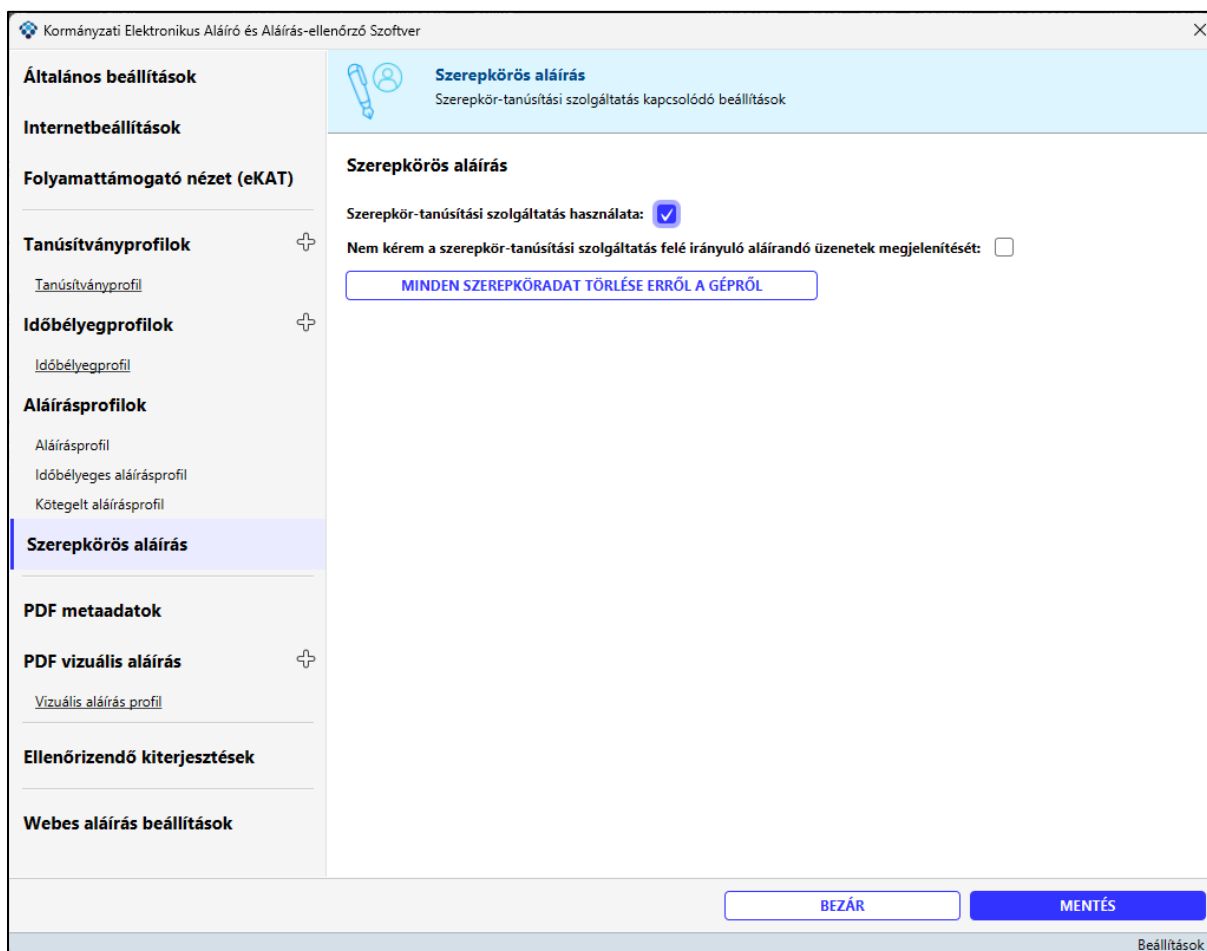 Kormányzati Elektronikus Aláíró és Aláírás-ellenőrző Szoftver
Általános beállítások
Internetbeállítások
Folyamattámogató nézet (eKAT)
Tanúsítványprofilok
Tanúsítványprofil
Időbélyegprofilok
Időbélyegprofil
Aláírásprofilok
Aláírásprofil
Időbélyeges aláírásprofil
Kötegelt aláírásprofil
Szerepkörös aláírás
PDF metaadatok
PDF vizuális aláírás
Vizuális aláírás profil
Ellenőrizendő kiterjesztések
Webes aláírás beállítások
Szerepkörös aláírás
Szerepkör-tanúsítási szolgáltatás kapcsolódó beállítások
Szerepkörös aláírás
Szerepkör-tanúsítási szolgáltatás használata:
Nem kérem a szerepkör-tanúsítási szolgáltatás felé irányuló aláírandó üzenetek megjelenítését:
MINDEN SZEREPKÖRADAT TÖRLÉSE ERRŐL A GÉPRŐL
BEZÁR
MENTÉS
Beállítások